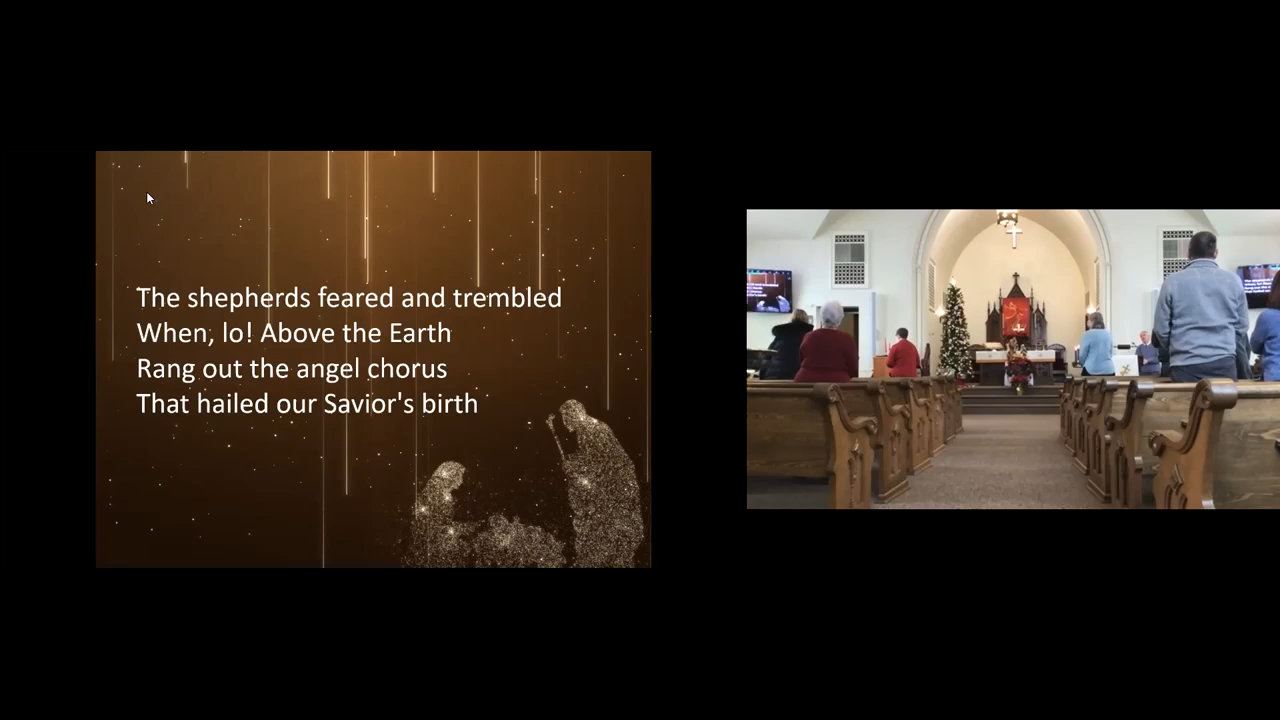 The shepherds feared and trembled
When, lo! Above the Earth
Rang out the angel chorus
That hailed our Savior's birth